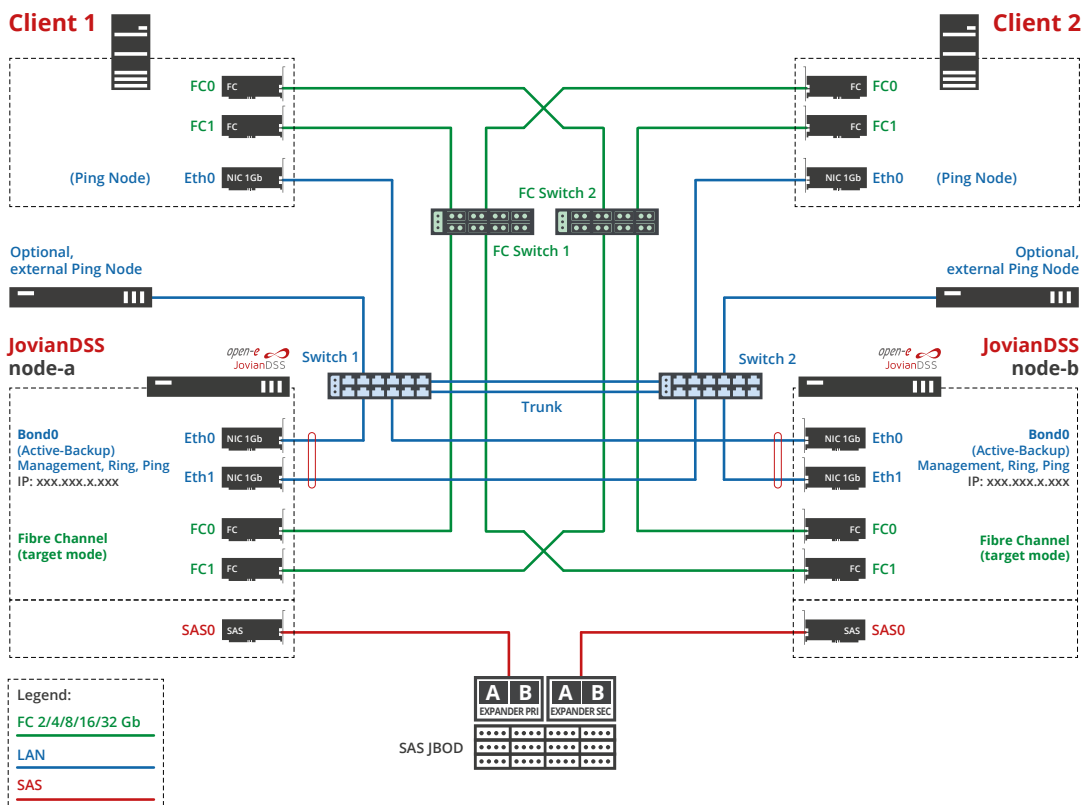 Client 1
Client 2
FC0
FC
FC
FC0
FC1
FC
FC
FC1
(Ping Node)
Eth0
NIC 1Gb
NIC 1Gb
Eth0
(Ping Node)
FC Switch 2
FC Switch 1
Optional,
external Ping Node
Optional,
external Ping Node
JovianDSS
node-a
open-e
JovianDSS
Switch 1
Switch 2
open-e
JovianDSS
JovianDSS
node-b
Trunk
Bond0
(Active-Backup)
Management, Ring, Ping
IP: xxx.xxx.x.xxx
Eth0
NIC 1Gb
Eth1
NIC 1Gb
NIC 1Gb
Eth0
NIC 1Gb
Eth1
Bond0
(Active-Backup)
Management, Ring, Ping
IP: xxx.xxx.x.xxx
Fibre Channel
(target mode)
FC0
FC
FC1
FC
FC
FC0
FC
FC1
Fibre Channel
(target mode)
SAS0
SAS
SAS
SAS0
A B
EXPANDER PRI
A B
EXPANDER SEC
SAS JBOD
Legend:
FC 2/4/8/16/32 Gb
LAN
SAS